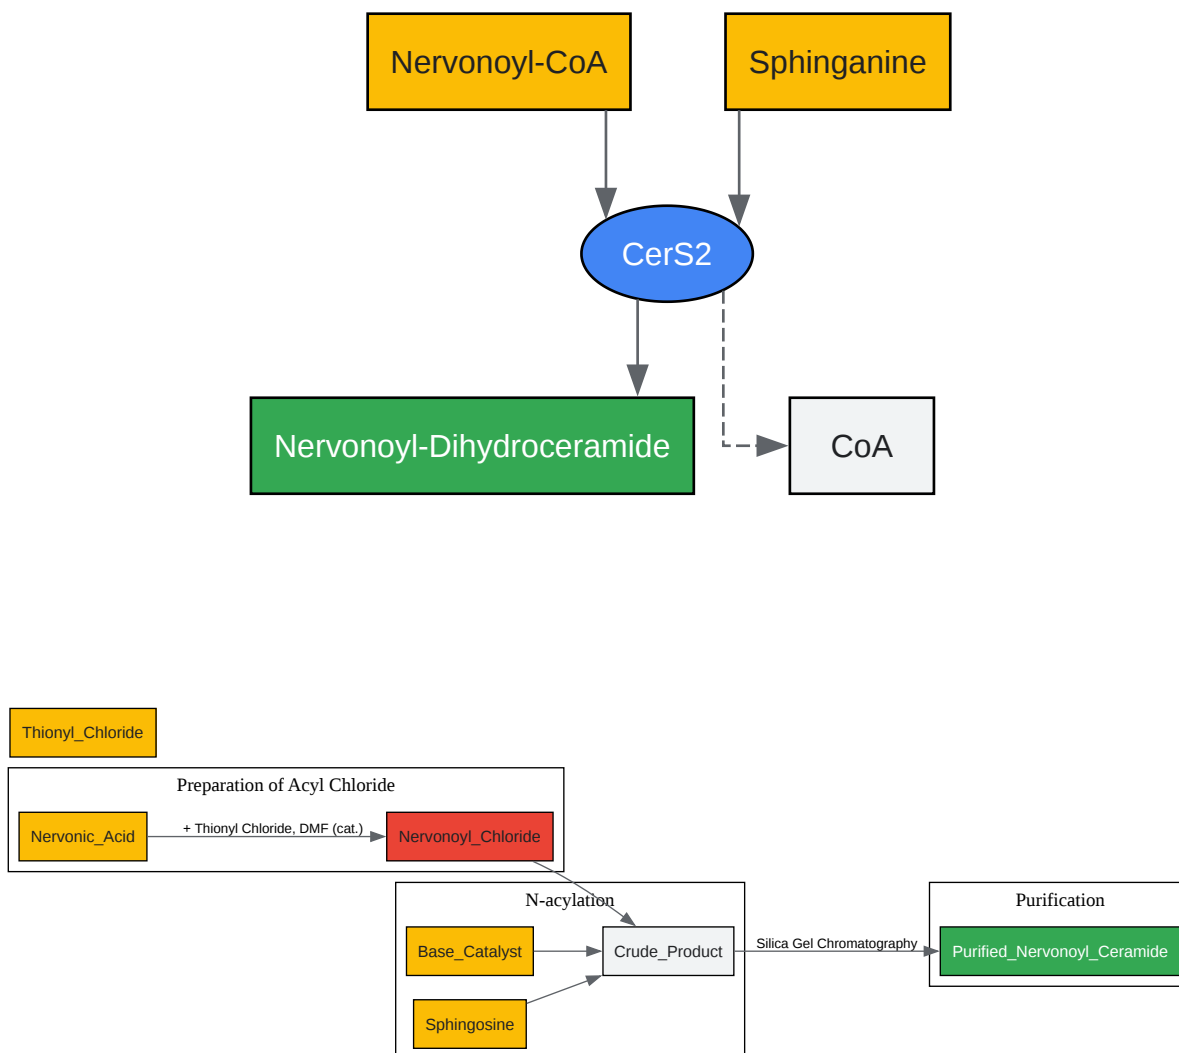 Nervonoyl-CoA
Sphinganine
CerS2
Nervonoyl-Dihydroceramide
CoA
Thionyl_Chloride
Preparation of Acyl Chloride
Nervonic_Acid
+ Thionyl Chloride, DMF (cat.)
Nervonoyl_Chloride
N-acylation
Purification
Base_Catalyst
Crude_Product
Silica Gel Chromatography
Purified_Nervonoyl_Ceramide
Sphingosine